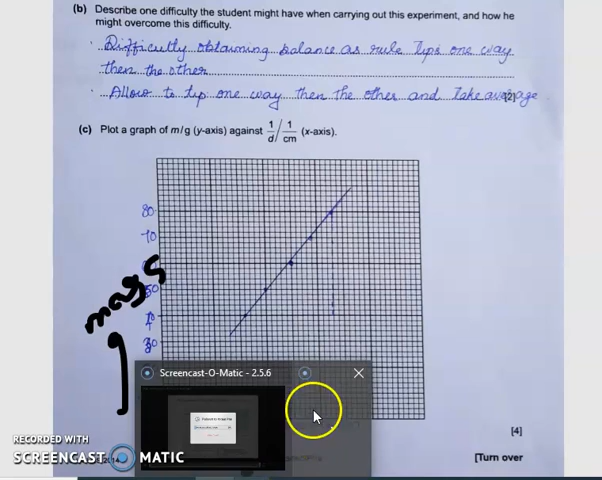 (b) Describe one difficulty the student might have when carrying out this experiment, and how he
might overcome this difficulty.
Difficulty obtaining balance as rule tips one way
then the other
Allow to tip one way then the other and take average
[2]
(c) Plot a graph of m/g (y-axis) against 1/d / 1/cm (x-axis).
80
70
50
mass
g
Screencast-O-Matic - 2.5.6
[4]
RECORDED WITH
SCREENCAST MATIC
[Turn over